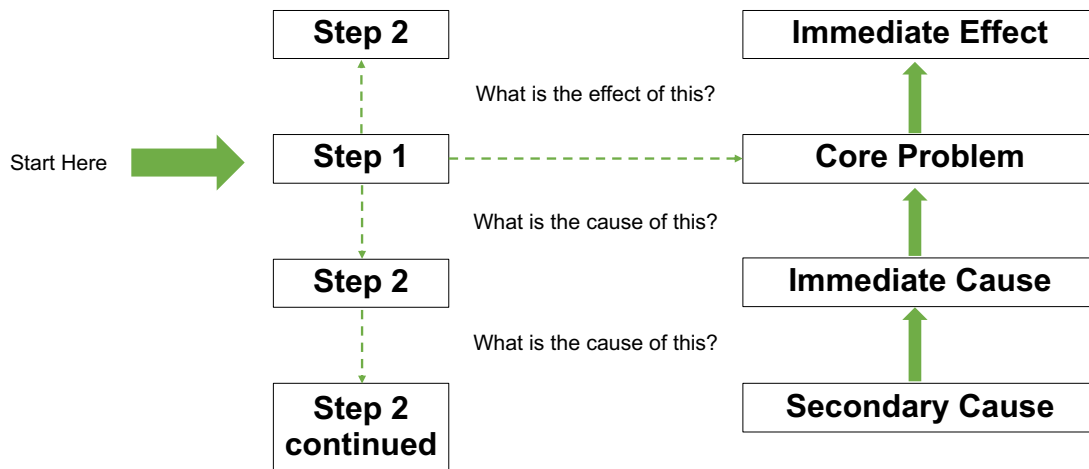 Step 2
Immediate Effect
What is the effect of this?
Start Here
Step 1
Core Problem
What is the cause of this?
Step 2
Immediate Cause
What is the cause of this?
Step 2
continued
Secondary Cause